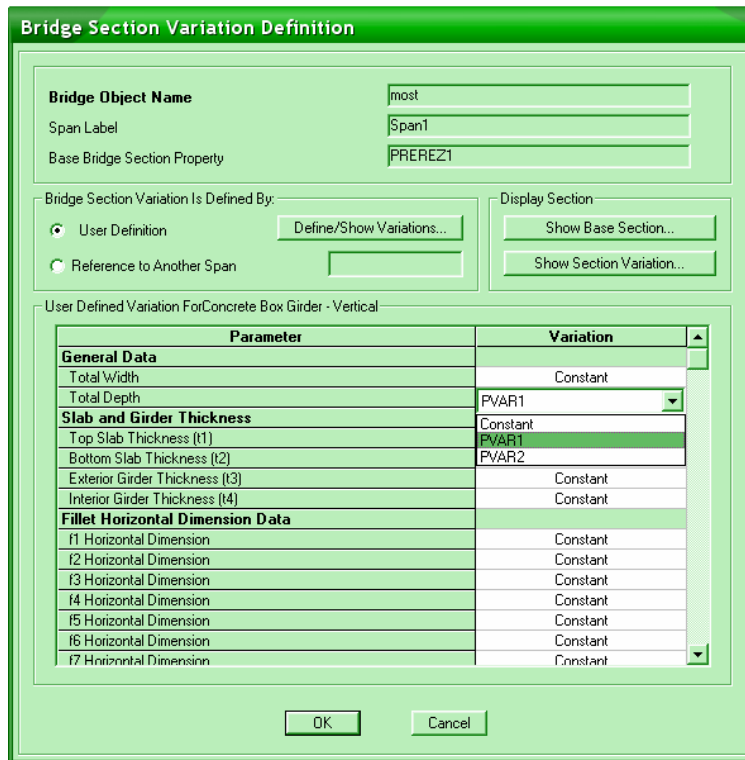 Bridge Section Variation Definition
Bridge Object Name most
Span Label Span1
Base Bridge Section Property PREREZ1
Bridge Section Variation Is Defined By: Display Section
User Definition Define/Show Variations... Show Base Section...
Reference to Another Span Show Section Variation...
User Defined Variation ForConcrete Box Girder - Vertical
Parameter Variation
General Data
Total Width Constant
Total Depth PVAR1
Slab and Girder Thickness Constant
Top Slab Thickness (t1) PVAR1
Bottom Slab Thickness (t2) PVAR2
Exterior Girder Thickness (t3) Constant
Interior Girder Thickness (t4) Constant
Fillet Horizontal Dimension Data
f1 Horizontal Dimension Constant
f2 Horizontal Dimension Constant
f3 Horizontal Dimension Constant
f4 Horizontal Dimension Constant
f5 Horizontal Dimension Constant
f6 Horizontal Dimension Constant
f7 Horizontal Dimension Constant
OK Cancel